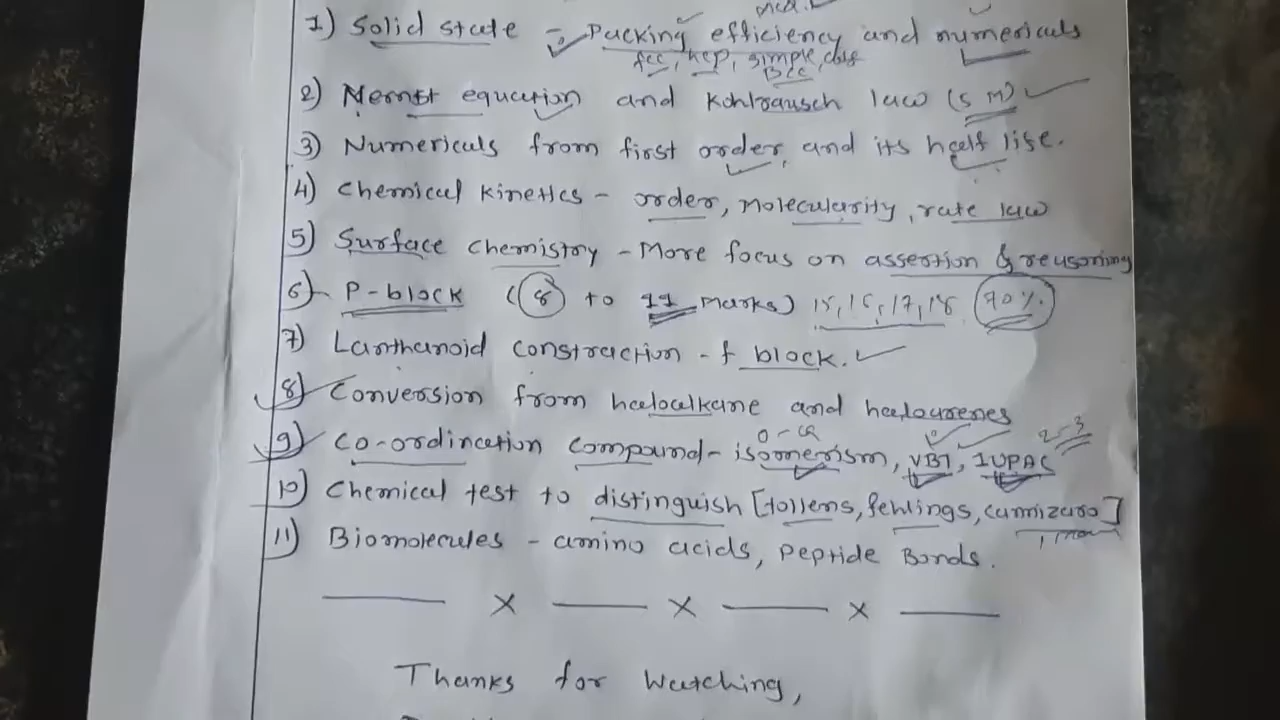 1) Solid state - Packing efficiency and numericals
fcc, hcp, simple,
BCC
2) Nernst equation and Kohlrausch law (5 M)
3) Numericals from first order, and its half life.
4) Chemical kinetics - order, Molecularity, rate law
5) Surface chemistry - More focus on assertion & reasoning
6) P-block (8 to 11 Marks) 15, 16, 17, 18 90%.
7) Lanthanoid constraction - f block.
8) Conversion from haloalkane and haloarenes
9) Co-ordination compound - isomerism, VBT, IUPAC
2-3
10) Chemical test to distinguish [tollens, fehlings, cannizaro]
11) Biomolecules - amino acids, Peptide Bonds.
— X — X — X —
Thanks for Watching,